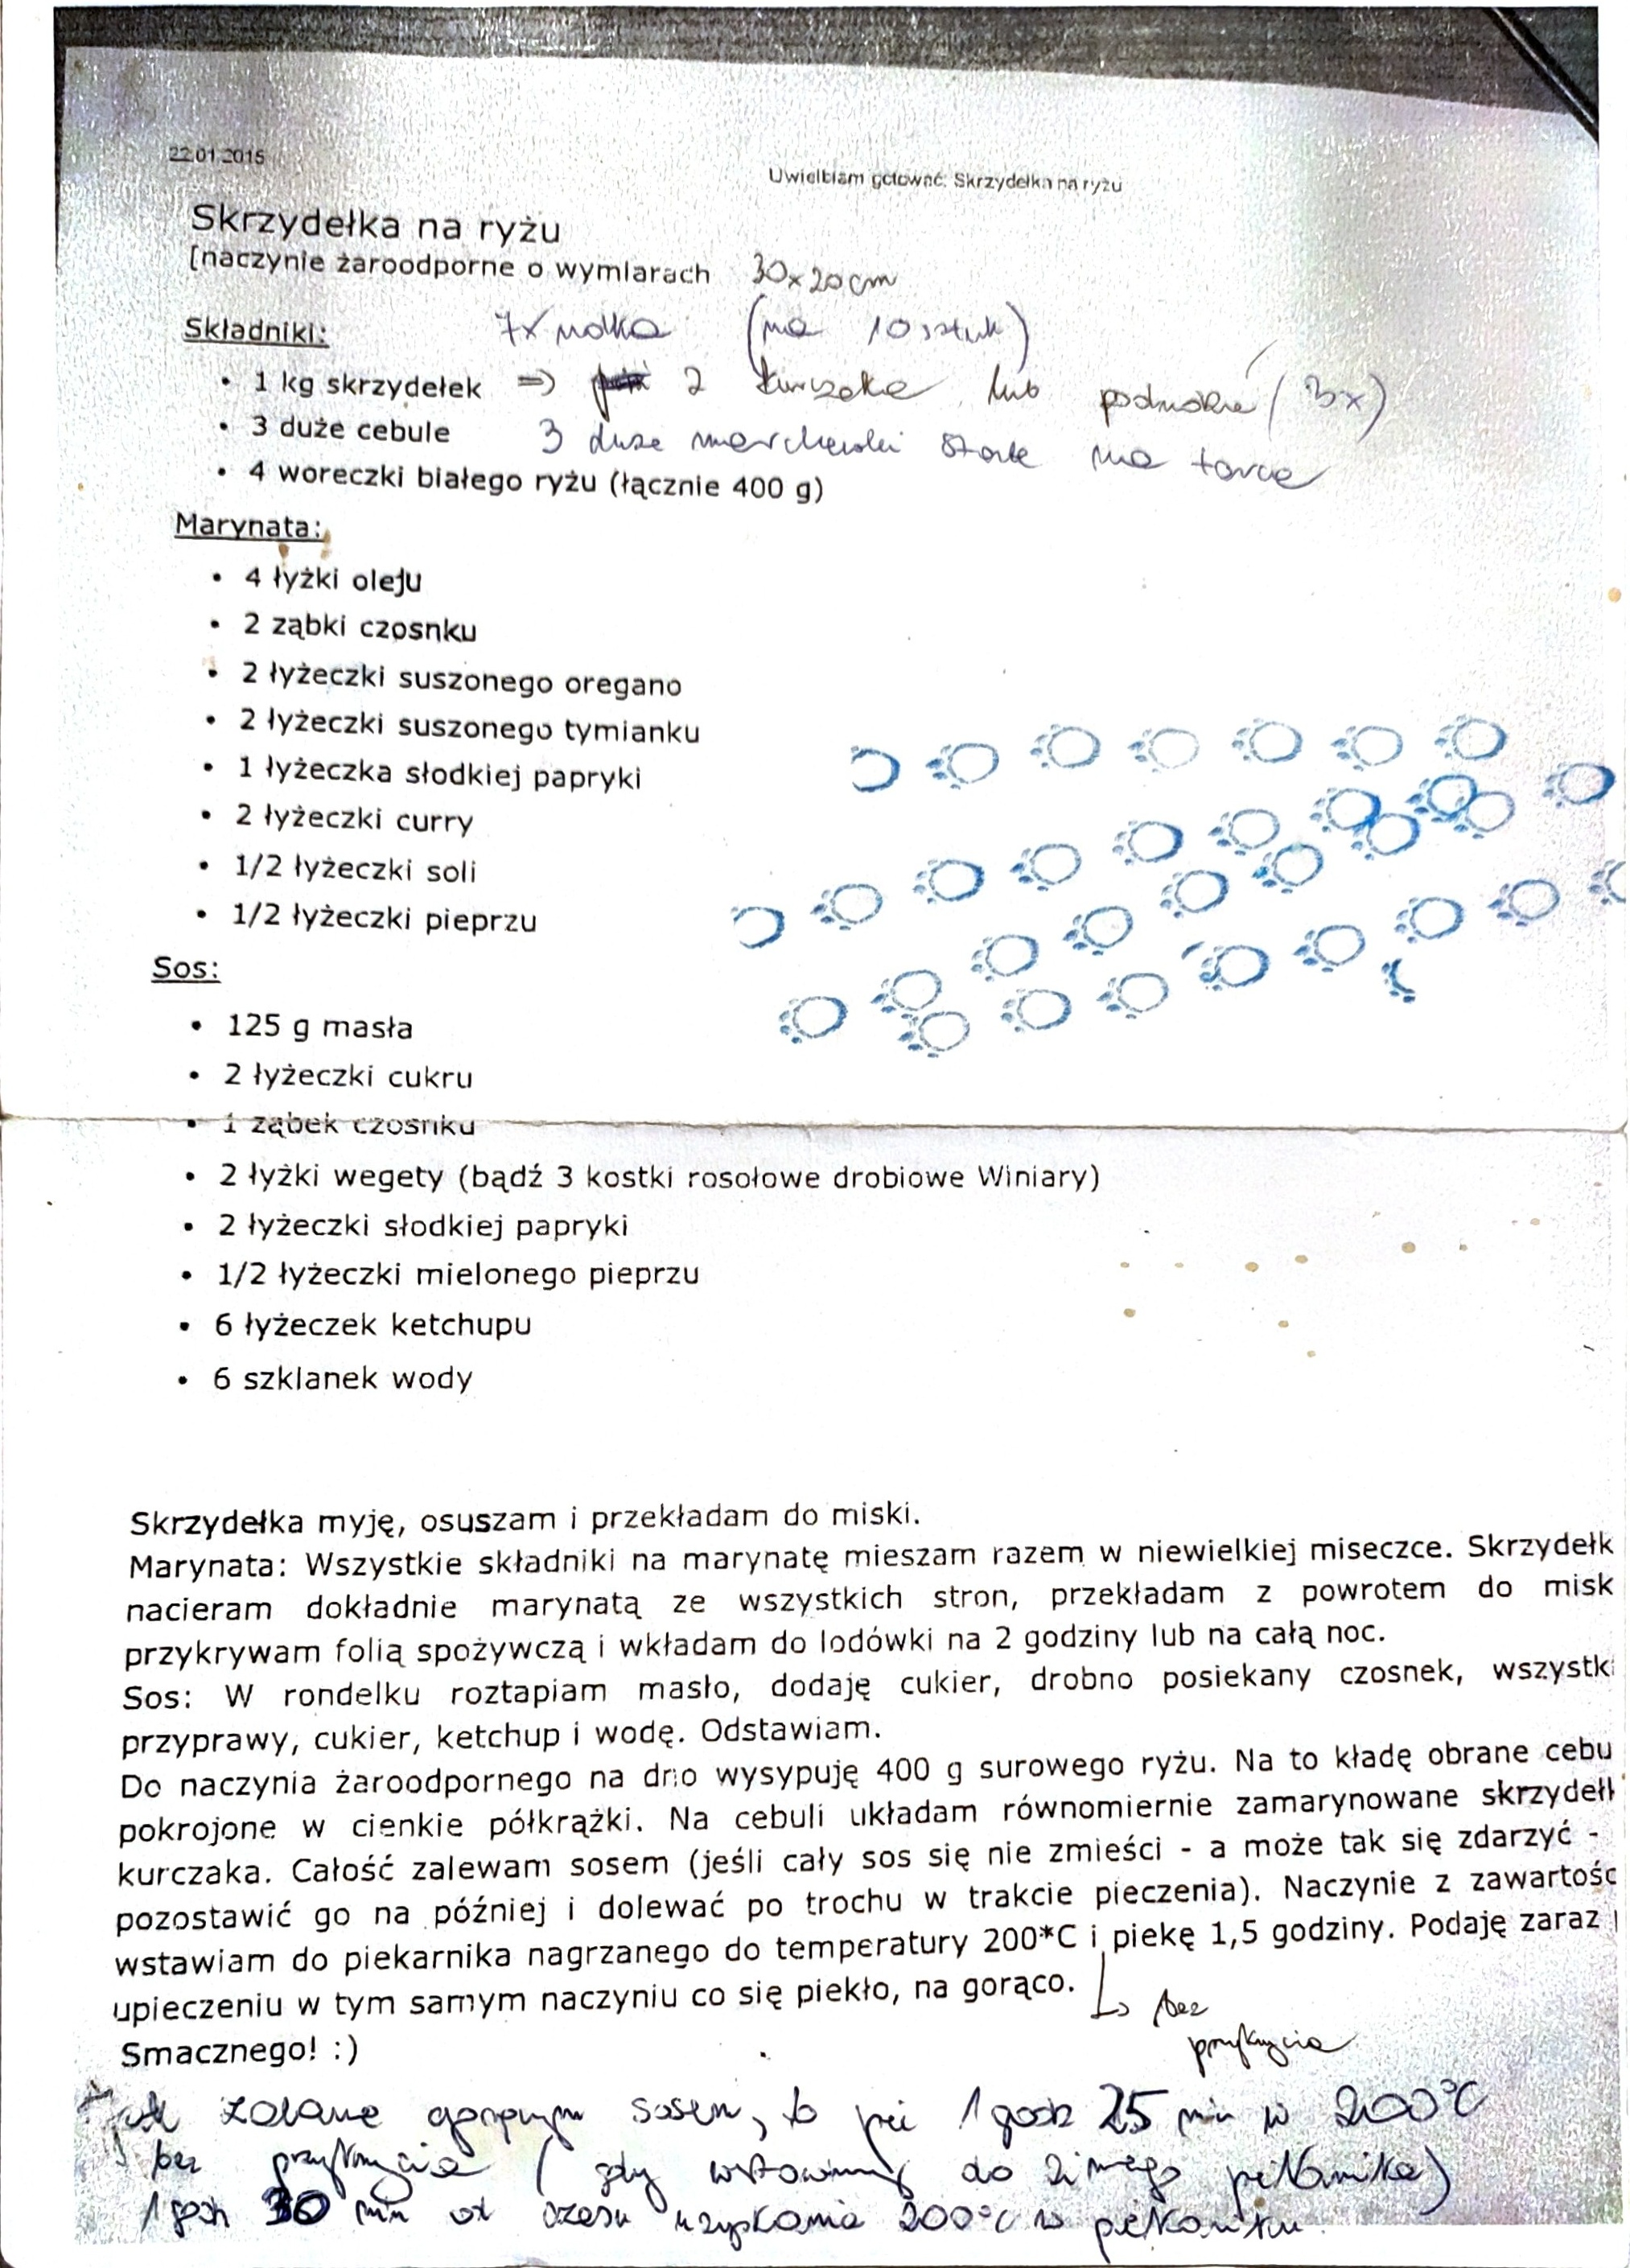 22.01.2015
Uwielbiam gotować: Skrzydełka na ryżu
Skrzydełka na ryżu
[naczynie żaroodporne o wymiarach 30x20cm
Składniki: 7x nóżka (na 10 sztuk)
• 1 kg skrzydełek => 2 kurczaka lub podudzia (3x)
• 3 duże cebule 3 duże marchewki starte na tarce
• 4 woreczki białego ryżu (łącznie 400 g)
Marynata:
• 4 łyżki oleju
• 2 ząbki czosnku
• 2 łyżeczki suszonego oregano
• 2 łyżeczki suszonego tymianku
• 1 łyżeczka słodkiej papryki
• 2 łyżeczki curry
• 1/2 łyżeczki soli
• 1/2 łyżeczki pieprzu
Sos:
• 125 g masła
• 2 łyżeczki cukru
• 1 ząbek czosnku
• 2 łyżki wegety (bądź 3 kostki rosołowe drobiowe Winiary)
• 2 łyżeczki słodkiej papryki
• 1/2 łyżeczki mielonego pieprzu
• 6 łyżeczek ketchupu
• 6 szklanek wody
Skrzydełka myję, osuszam i przekładam do miski.
Marynata: Wszystkie składniki na marynatę mieszam razem w niewielkiej miseczce. Skrzydełk
nacieram dokładnie marynatą ze wszystkich stron, przekładam z powrotem do misk
przykrywam folią spożywczą i wkładam do lodówki na 2 godziny lub na całą noc.
Sos: W rondelku roztapiam masło, dodaję cukier, drobno posiekany czosnek, wszystki
przyprawy, cukier, ketchup i wodę. Odstawiam.
Do naczynia żaroodpornego na dno wysypuję 400 g surowego ryżu. Na to kładę obrane cebu
pokrojone w cienkie półkrążki. Na cebuli układam równomiernie zamarynowane skrzydełk
kurczaka. Całość zalewam sosem (jeśli cały sos się nie zmieści - a może tak się zdarzyć -
pozostawić go na później i dolewać po trochu w trakcie pieczenia). Naczynie z zawartośc
wstawiam do piekarnika nagrzanego do temperatury 200*C i piekę 1,5 godziny. Podaję zaraz
upieczeniu w tym samym naczyniu co się piekło, na gorąco.
↳ bez
przykrycia
Smacznego! :)
jak zalane gorącym sosem, to piec 1 godz 25 min w 200°C
bez przykrycia (gdy wstawimy do zimnego piekarnika)
1 godz 30 min od czasu uzyskania 200°C w piekarniku.